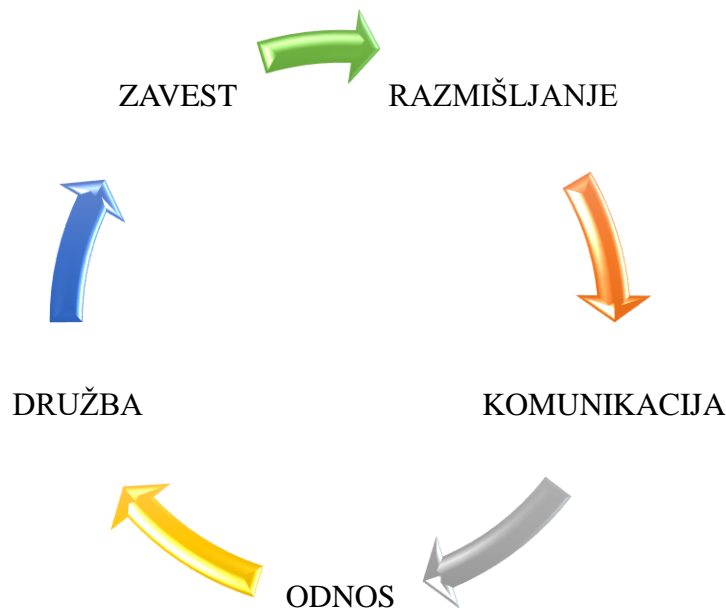 ZAVEST
RAZMIŠLJANJE
KOMUNIKACIJA
ODNOS
DRUŽBA